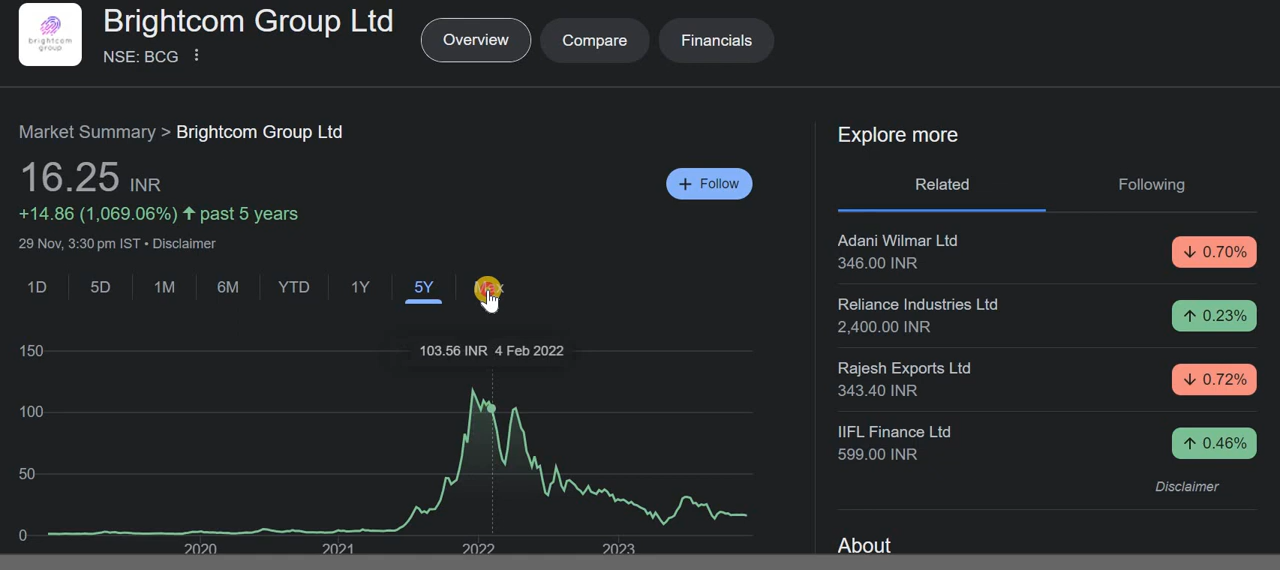 brightcom
group
Brightcom Group Ltd
NSE: BCG
Overview
Compare
Financials
Market Summary > Brightcom Group Ltd
16.25 INR
+14.86 (1,069.06%) ↑ past 5 years
29 Nov, 3:30 pm IST • Disclaimer
+ Follow
1D
5D
1M
6M
YTD
1Y
5Y
Max
103.56 INR 4 Feb 2022
150
100
50
0
2020
2021
2022
2023
Explore more
Related
Following
Adani Wilmar Ltd
346.00 INR
↓ 0.70%
Reliance Industries Ltd
2,400.00 INR
↑ 0.23%
Rajesh Exports Ltd
343.40 INR
↓ 0.72%
IIFL Finance Ltd
599.00 INR
↑ 0.46%
Disclaimer
About